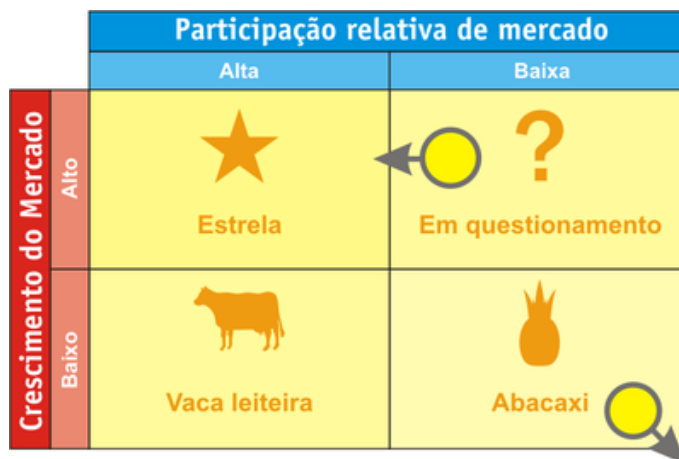 Participação relativa de mercado
Alta
Baixa
Crescimento do Mercado
Alto
Estrela
?
Em questionamento
Baixo
Vaca leiteira
Abacaxi